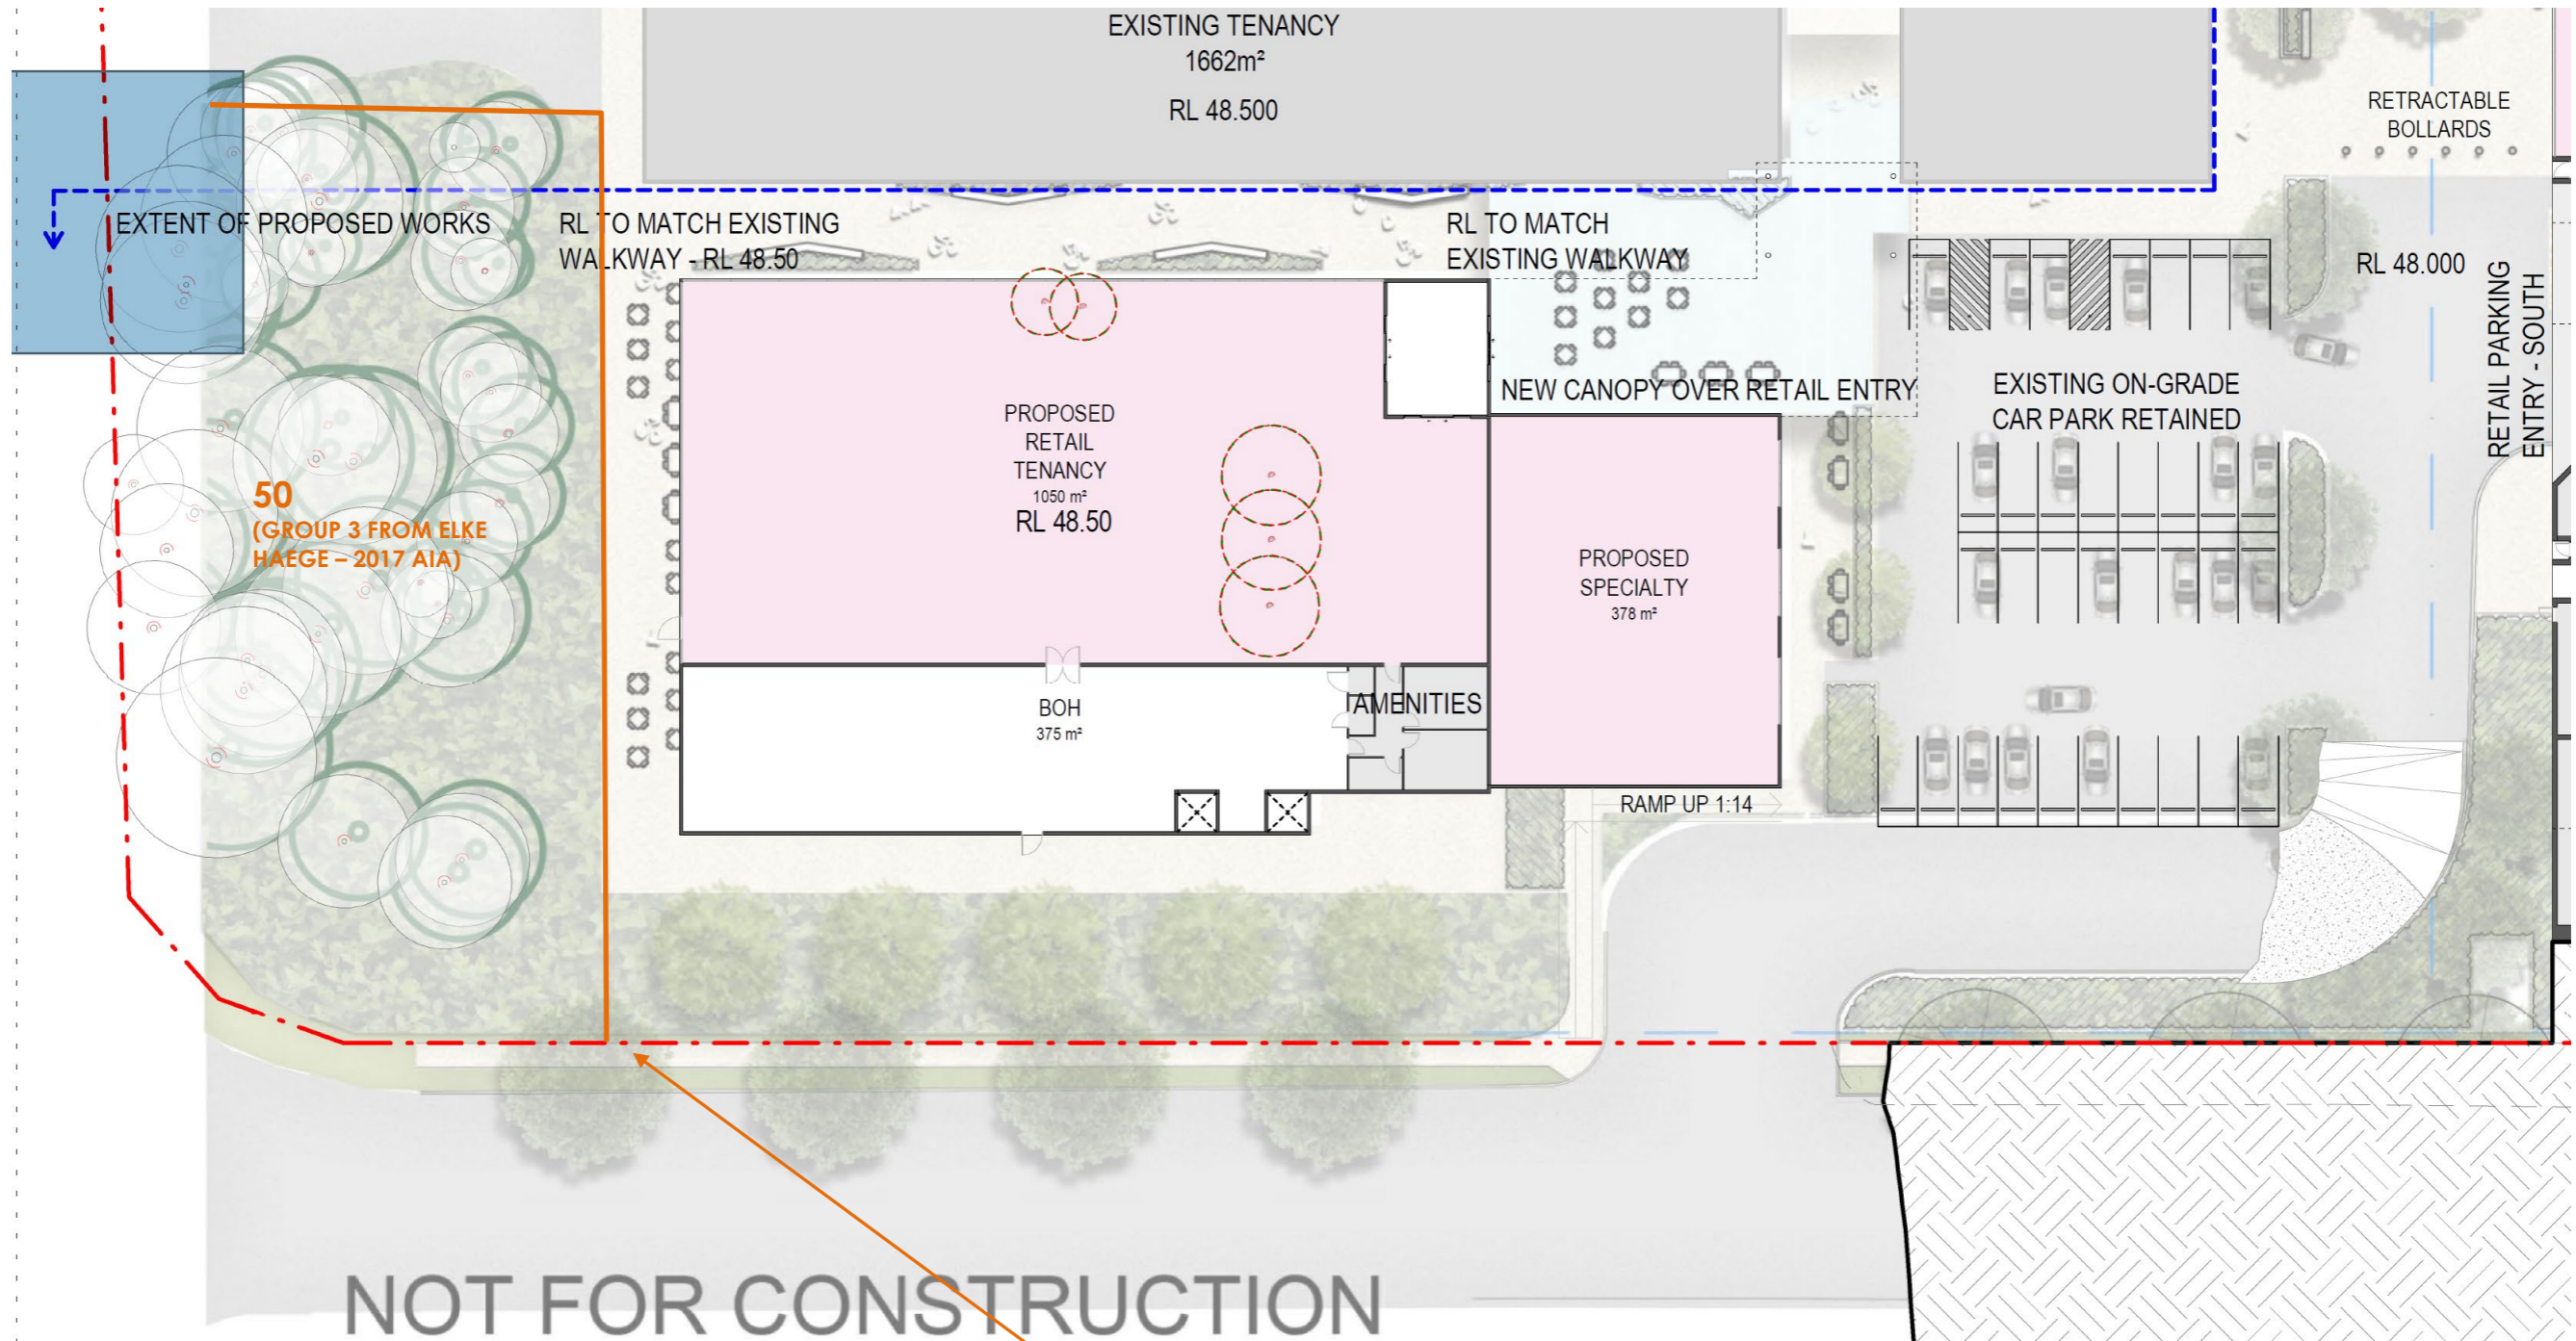 EXISTING TENANCY
1662m²
RL 48.500
RETRACTABLE
BOLLARDS
EXTENT OF PROPOSED WORKS
RL TO MATCH EXISTING
WALKWAY - RL 48.50
RL TO MATCH
EXISTING WALKWAY
RL 48.000
RETAIL PARKING
ENTRY - SOUTH
NEW CANOPY OVER RETAIL ENTRY
EXISTING ON-GRADE
CAR PARK RETAINED
PROPOSED
RETAIL
TENANCY
1050 m²
RL 48.50
50
(GROUP 3 FROM ELKE
HAEGE – 2017 AIA)
PROPOSED
SPECIALTY
378 m²
BOH
375 m²
AMENITIES
RAMP UP 1:14
NOT FOR CONSTRUCTION